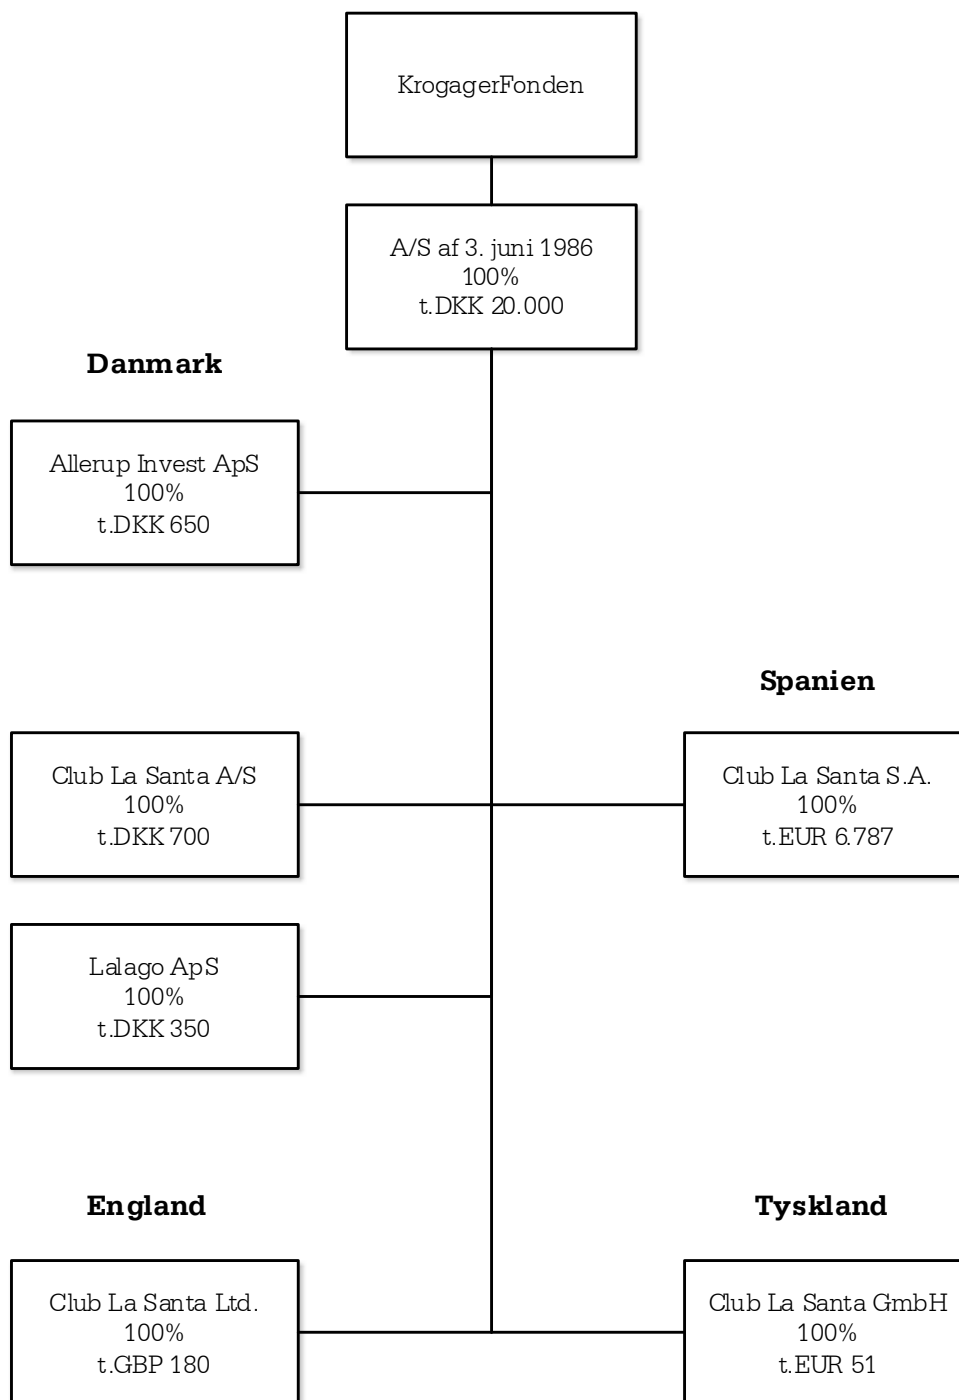 KrogagerFonden
A/S af 3. juni 1986
100%
t.DKK 20.000
Danmark
Allerup Invest ApS
100%
t.DKK 650
Spanien
Club La Santa A/S
100%
t.DKK 700
Club La Santa S.A.
100%
t.EUR 6.787
Lalago ApS
100%
t.DKK 350
England
Tyskland
Club La Santa Ltd.
100%
t.GBP 180
Club La Santa GmbH
100%
t.EUR 51